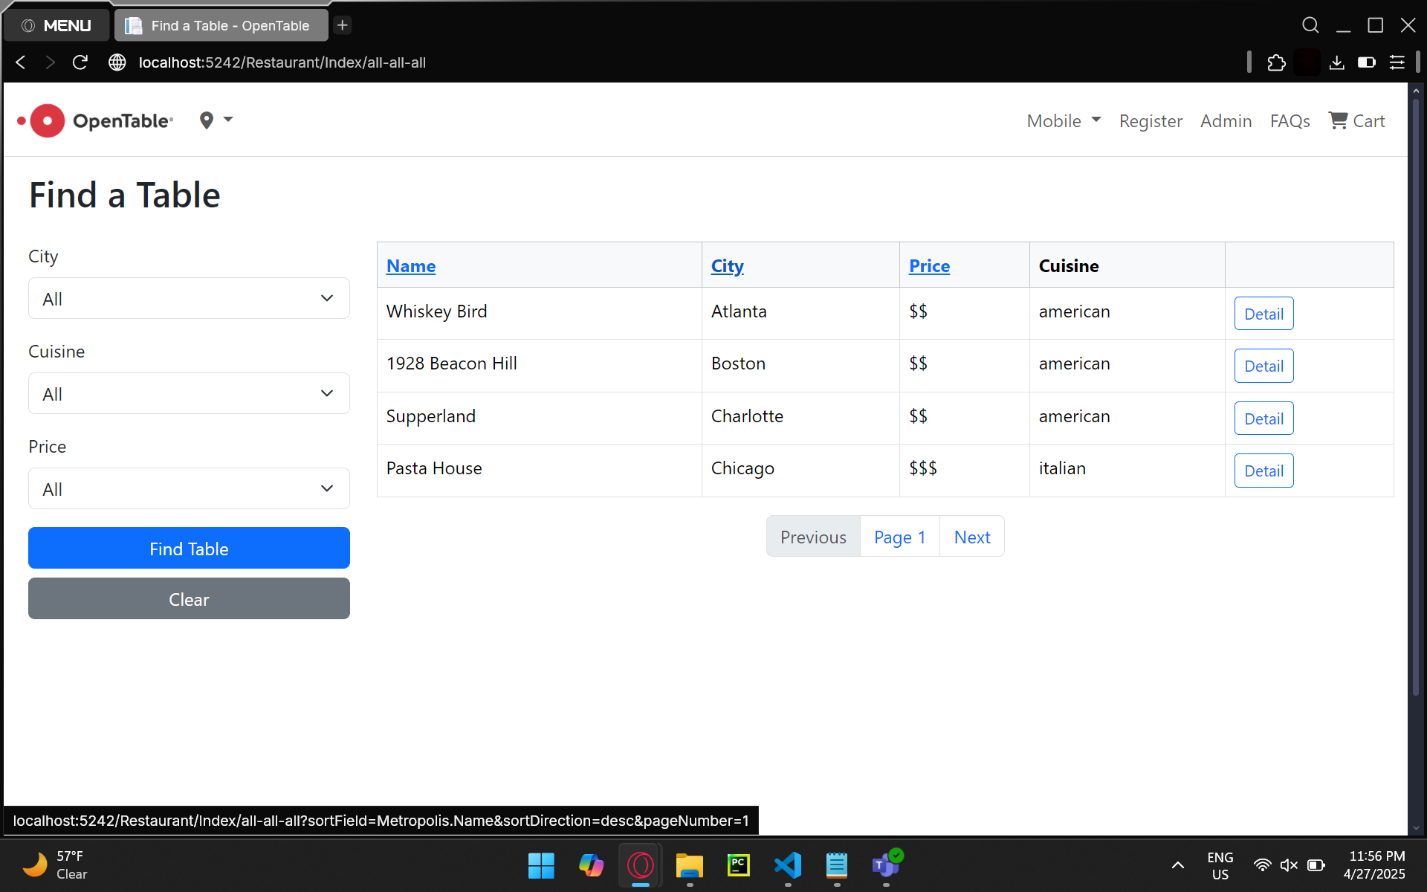 MENU
Find a Table - OpenTable
localhost:5242/Restaurant/Index/all-all-all
OpenTable
Mobile
Register
Admin
FAQs
Cart
Find a Table
City
All
Cuisine
All
Price
All
Find Table
Clear
Name City Price Cuisine
Whiskey Bird Atlanta $$ american Detail
1928 Beacon Hill Boston $$ american Detail
Supperland Charlotte $$ american Detail
Pasta House Chicago $$$ italian Detail
Previous Page 1 Next
localhost:5242/Restaurant/Index/all-all-all?sortField=Metropolis.Name&sortDirection=desc&pageNumber=1
57°F
Clear
PC
ENG
US
11:56 PM
4/27/2025